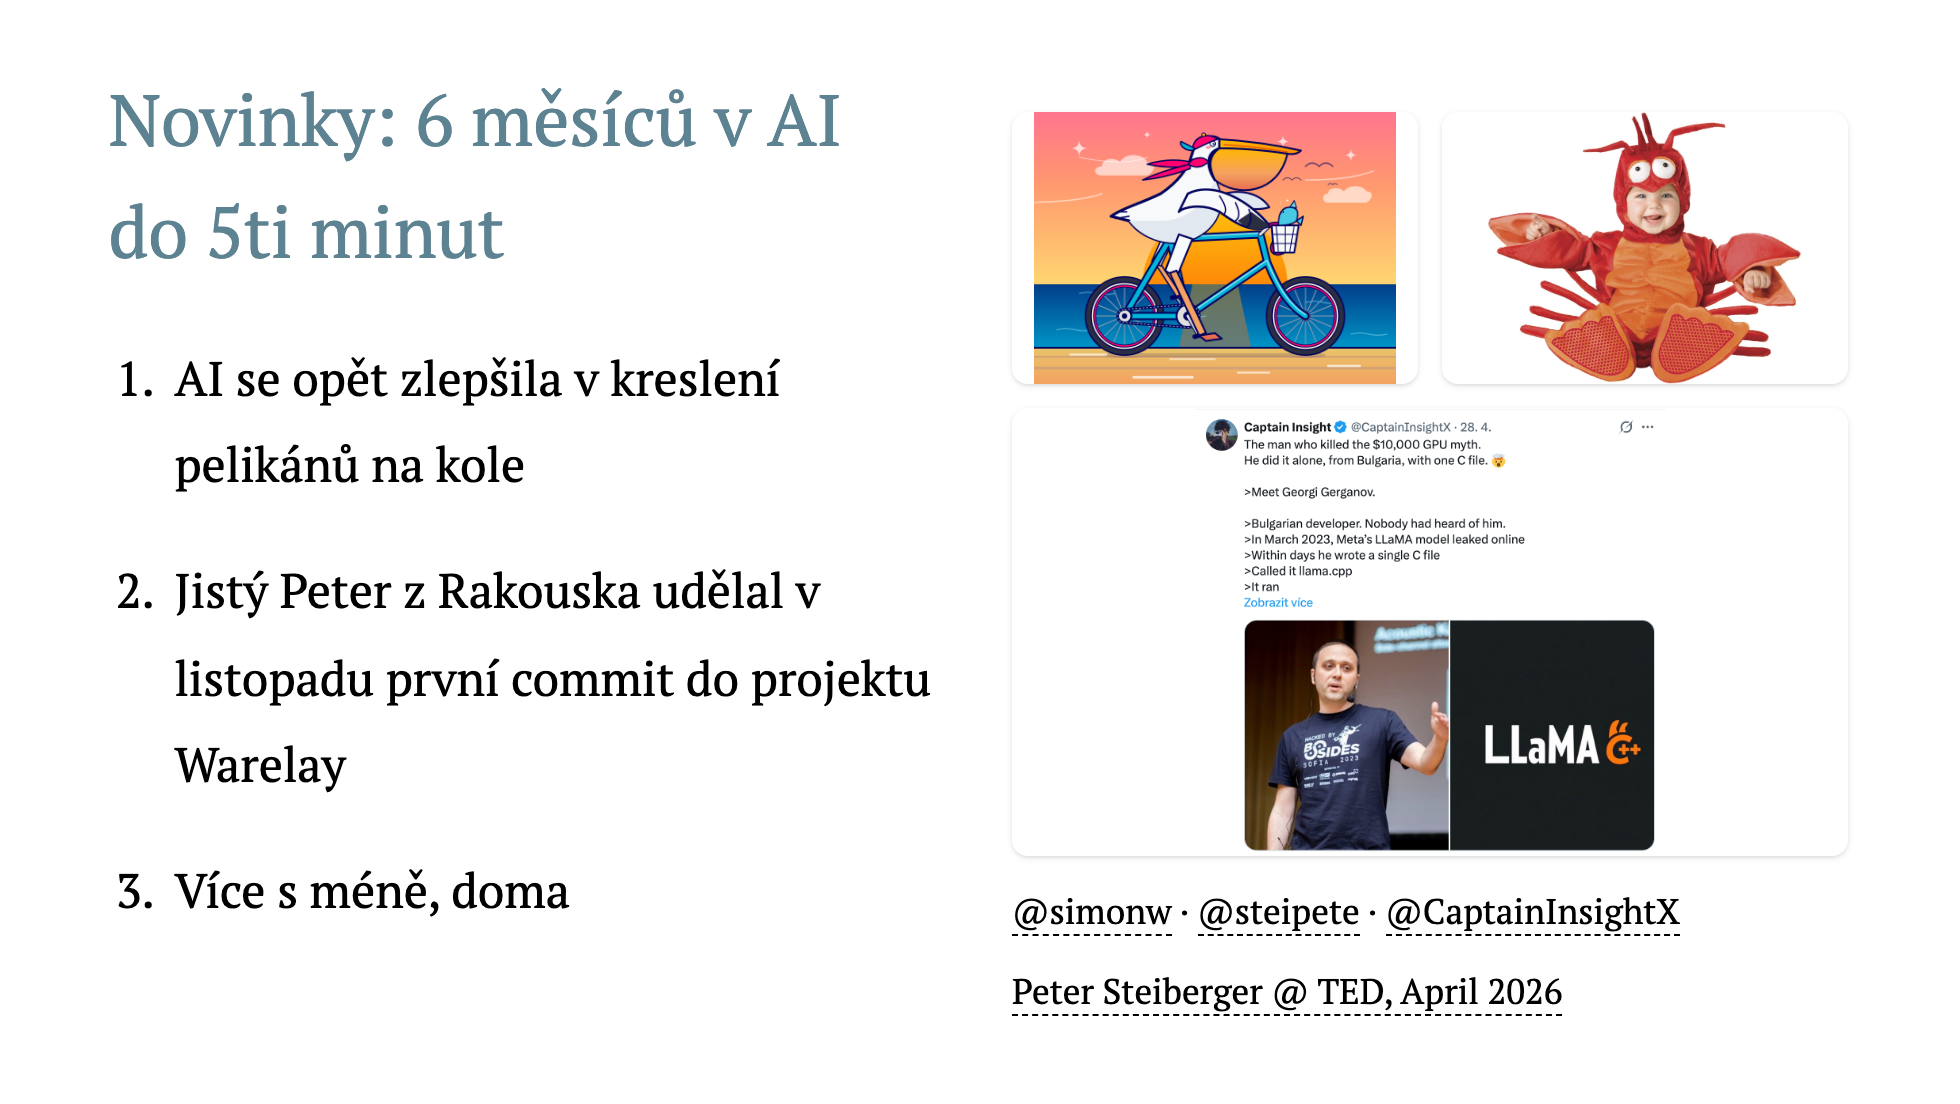 Novinky: 6 měsíců v AI
do 5ti minut
1. AI se opět zlepšila v kreslení
pelikánů na kole
2. Jistý Peter z Rakouska udělal v
listopadu první commit do projektu
Warelay
3. Více s méně, doma
Captain Insight @CaptainInsightX · 28. 4.
The man who killed the $10,000 GPU myth.
He did it alone, from Bulgaria, with one C file. 🤯
>Meet Georgi Gerganov.
>Bulgarian developer. Nobody had heard of him.
>In March 2023, Meta's LLaMA model leaked online
>Within days he wrote a single C file
>Called it llama.cpp
>It ran
Zobrazit více
HACKED BY
BSIDES
SOFIA 2023
LLaMA C++
@simonw · @steipete · @CaptainInsightX
Peter Steiberger @ TED, April 2026